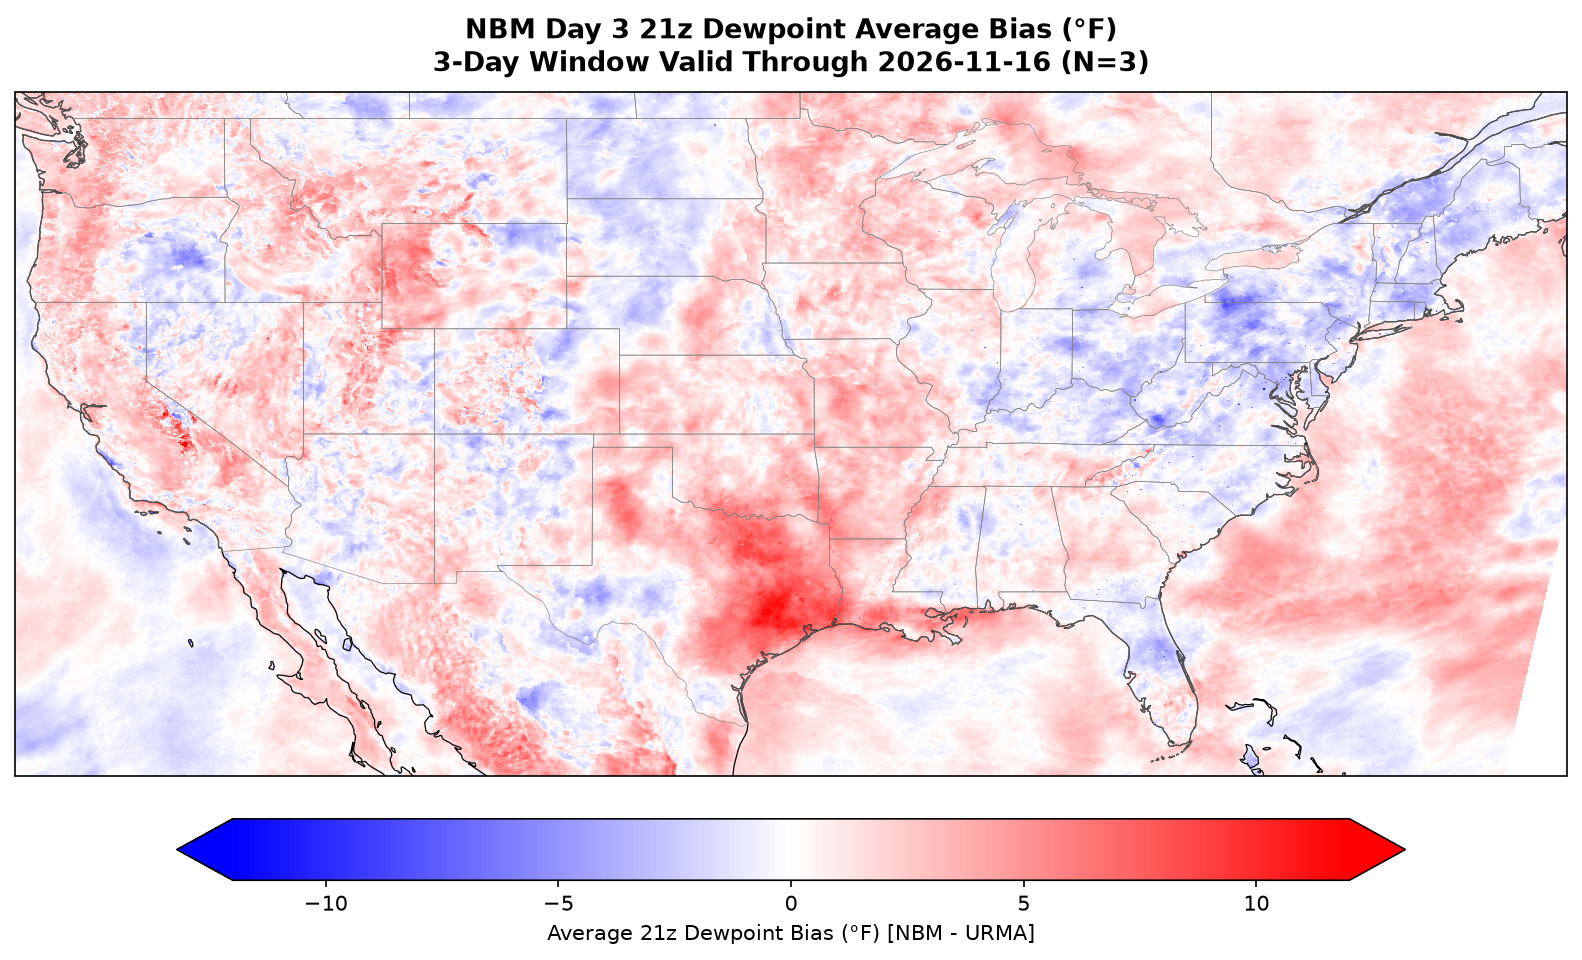 NBM Day 3 21z Dewpoint Average Bias (°F)
3-Day Window Valid Through 2026-11-16 (N=3)
−10 −5 0 5 10
Average 21z Dewpoint Bias (°F) [NBM - URMA]